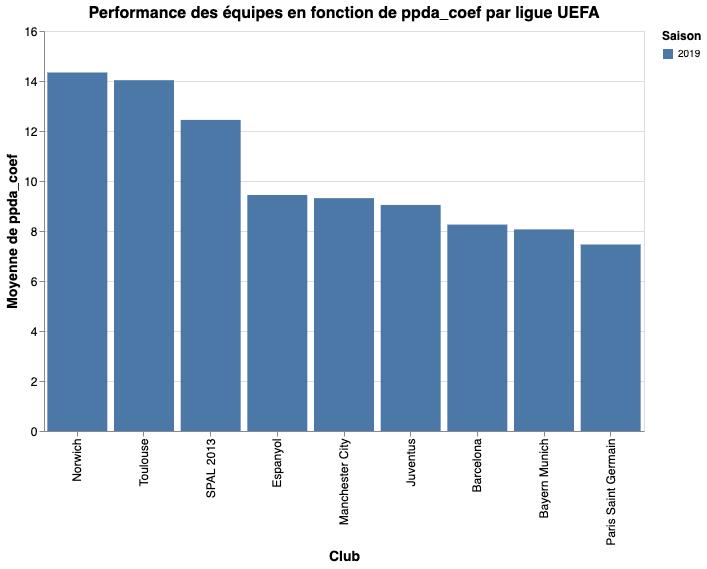 Performance des équipes en fonction de ppda_coef par ligue UEFA
Saison
2019
Moyenne de ppda_coef
16
14
12
10
8
6
4
2
0
Norwich
Toulouse
SPAL 2013
Espanyol
Manchester City
Juventus
Barcelona
Bayern Munich
Paris Saint Germain
Club